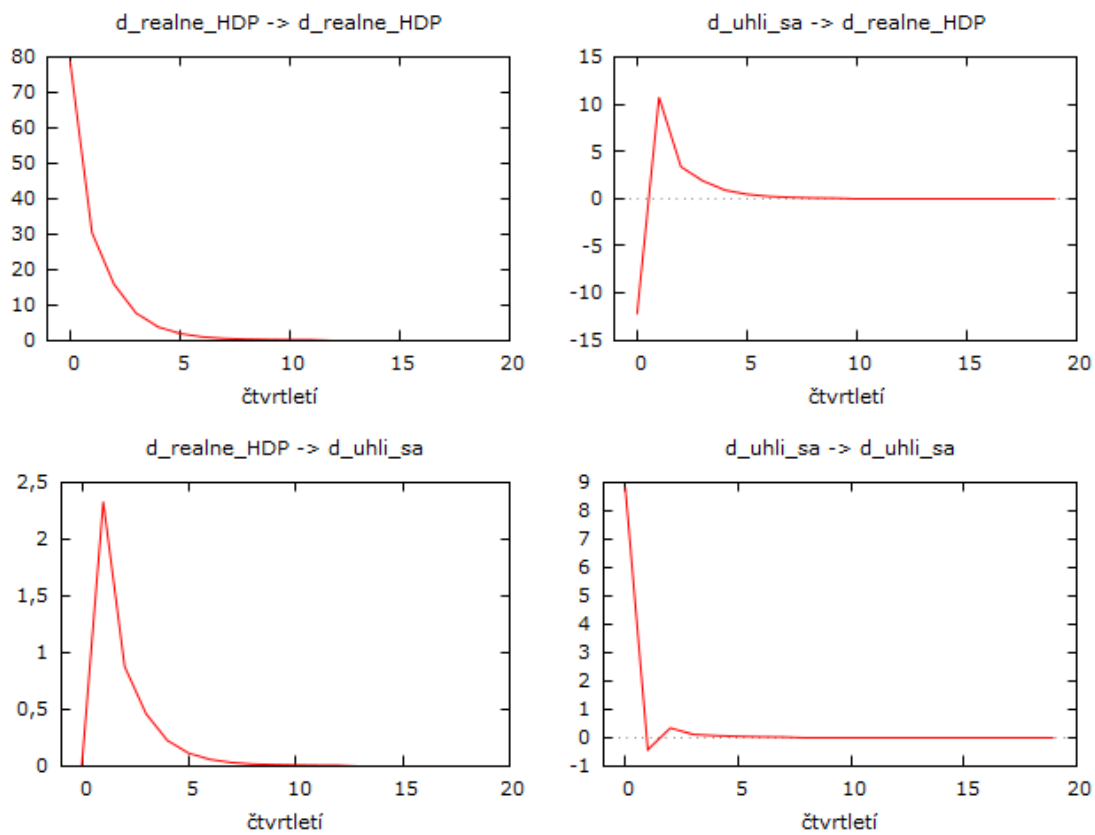 d_realne_HDP -> d_realne_HDP
80
70
60
50
40
30
20
10
0
0 5 10 15 20
čtvrtletí
d_uhli_sa -> d_realne_HDP
15
10
5
0
-5
-10
-15
0 5 10 15 20
čtvrtletí
d_realne_HDP -> d_uhli_sa
2,5
2
1,5
1
0,5
0
0 5 10 15 20
čtvrtletí
d_uhli_sa -> d_uhli_sa
9
8
7
6
5
4
3
2
1
0
-1
0 5 10 15 20
čtvrtletí